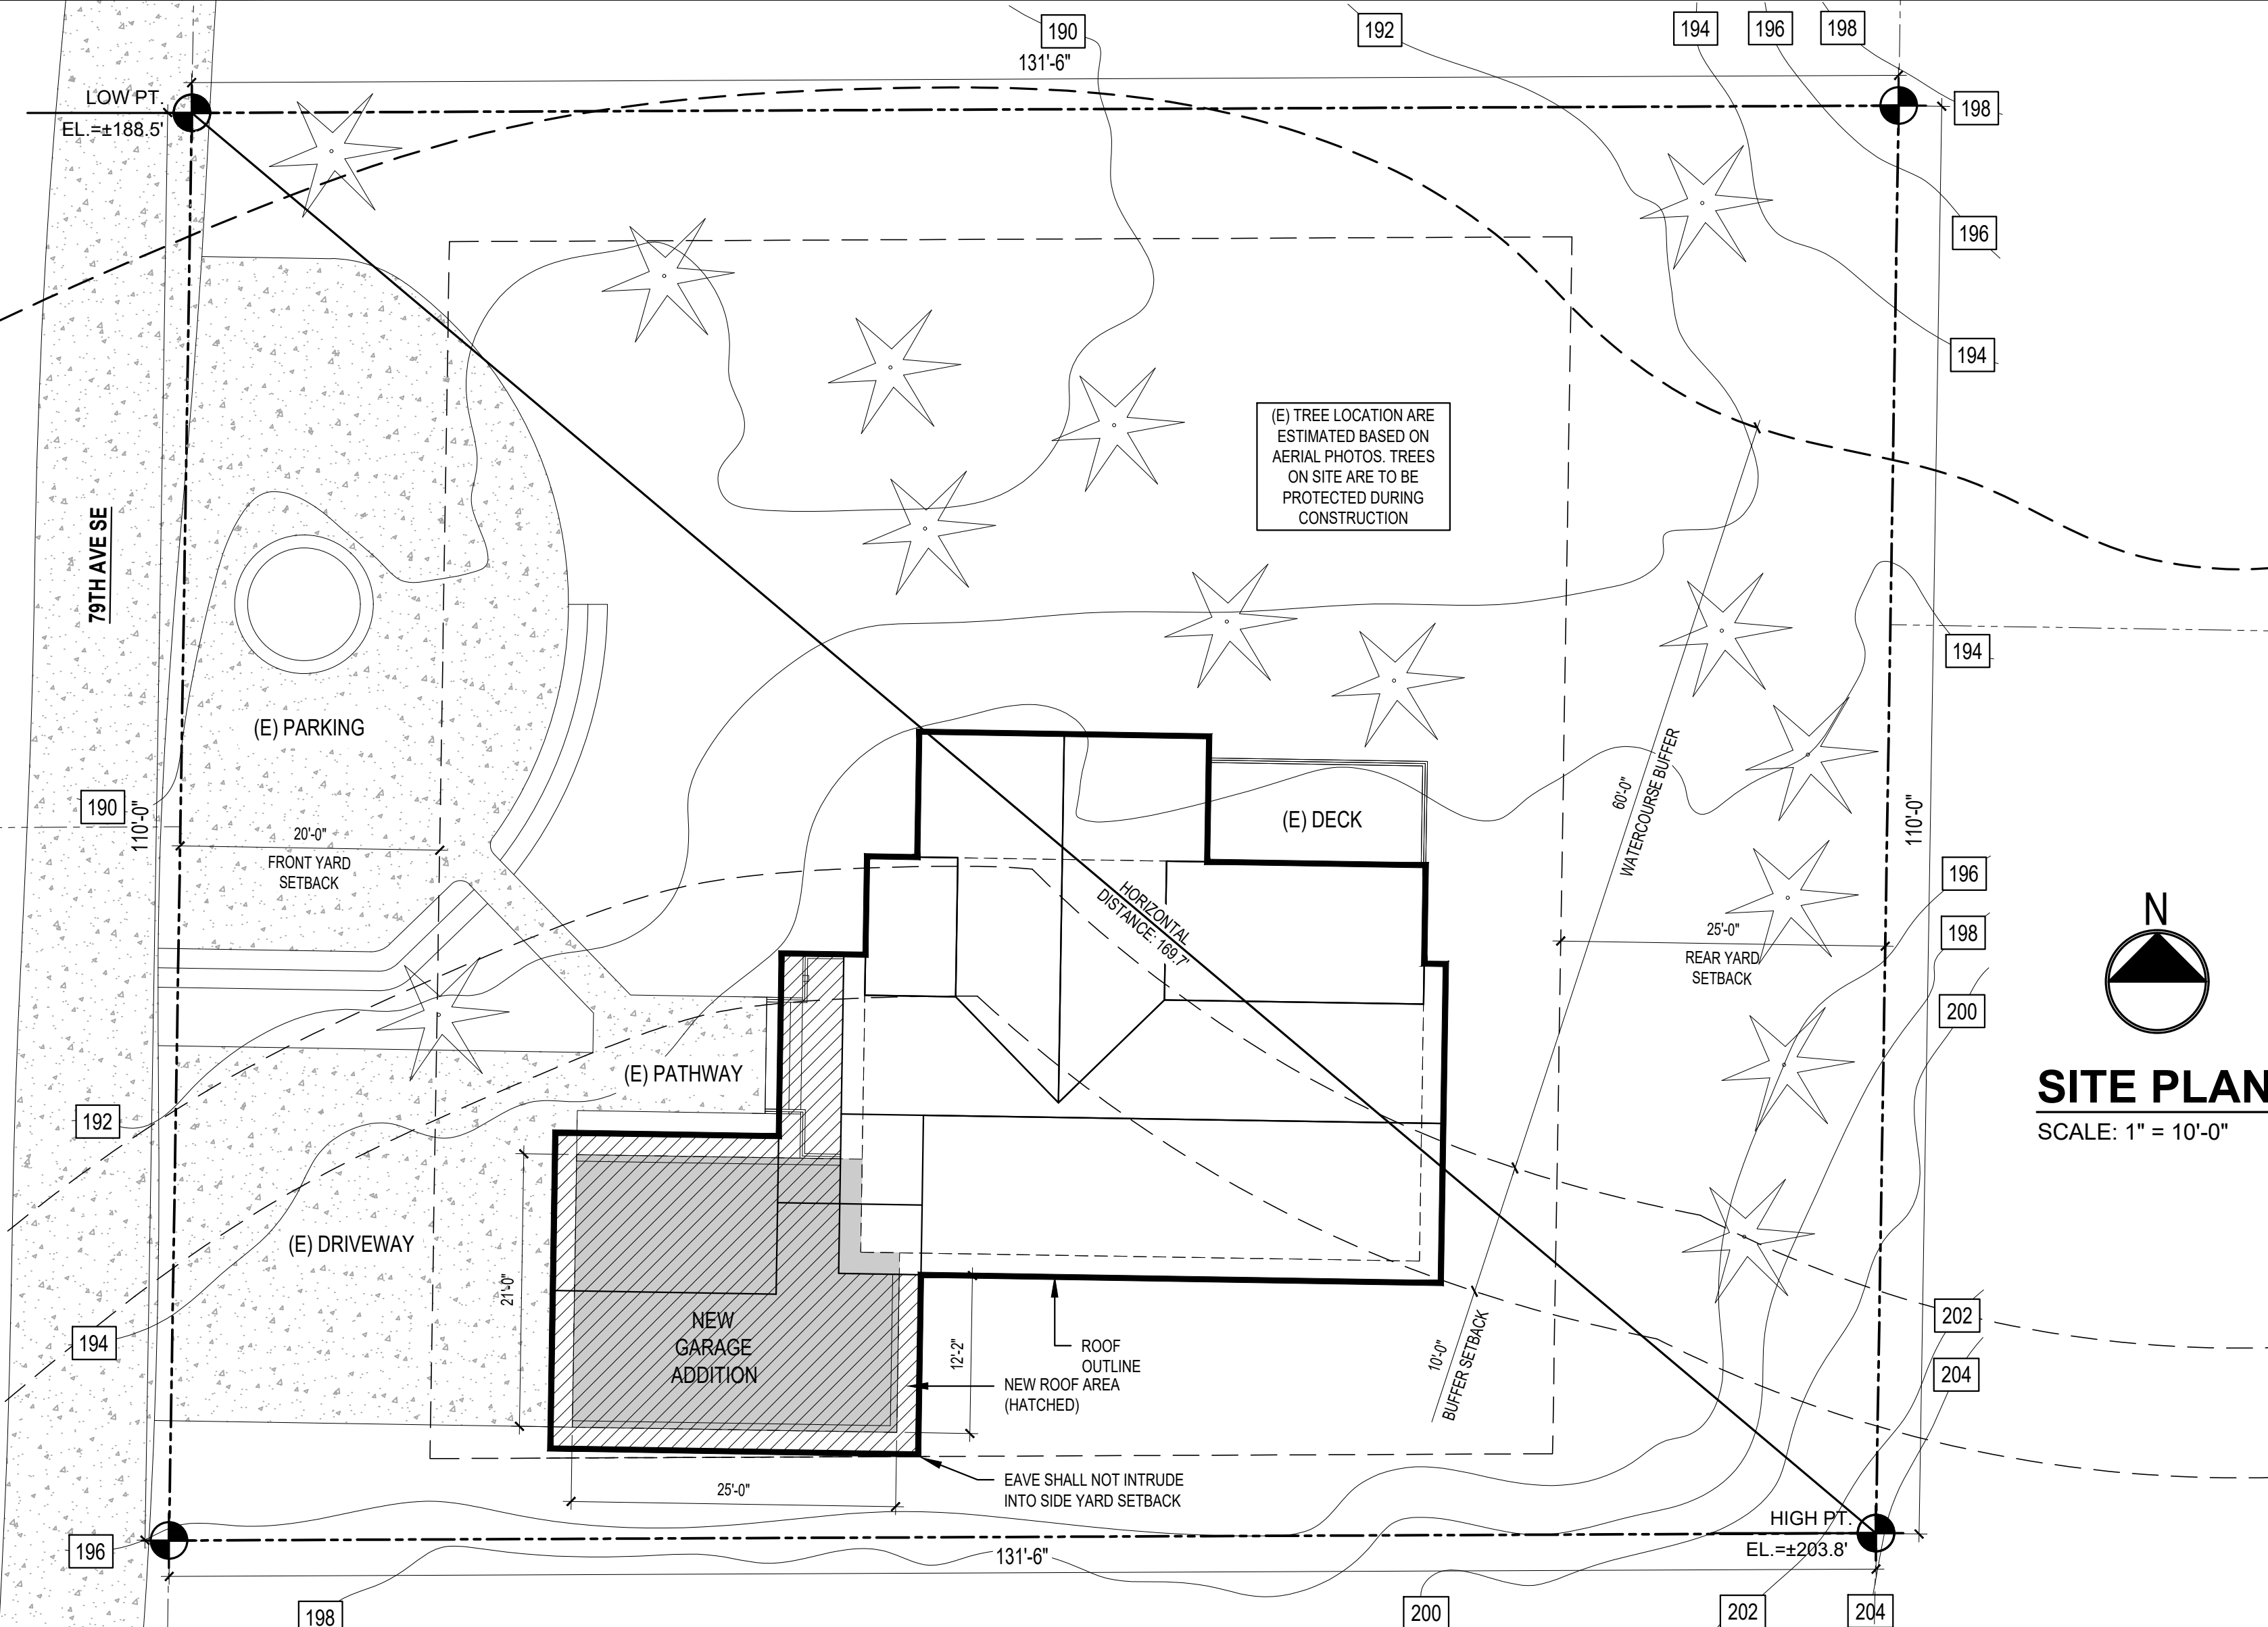 190
192
194
196
198
131'-6"
LOW PT.
EL.=±188.5'
198
196
194
(E) TREE LOCATION ARE
ESTIMATED BASED ON
AERIAL PHOTOS. TREES
ON SITE ARE TO BE
PROTECTED DURING
CONSTRUCTION
79TH AVE SE
194
(E) PARKING
190
110'-0"
20'-0"
FRONT YARD
SETBACK
(E) DECK
60'-0"
WATERCOURSE BUFFER
110'-0"
HORIZONTAL
DISTANCE: 169.7'
25'-0"
REAR YARD
SETBACK
196
198
200
N
SITE PLAN
SCALE: 1" = 10'-0"
(E) PATHWAY
192
(E) DRIVEWAY
21'-0"
194
NEW
GARAGE
ADDITION
12'-2"
ROOF
OUTLINE
NEW ROOF AREA
(HATCHED)
10'-0"
BUFFER SETBACK
202
204
25'-0"
EAVE SHALL NOT INTRUDE
INTO SIDE YARD SETBACK
HIGH PT.
EL.=±203.8'
196
131'-6"
198
200
202
204